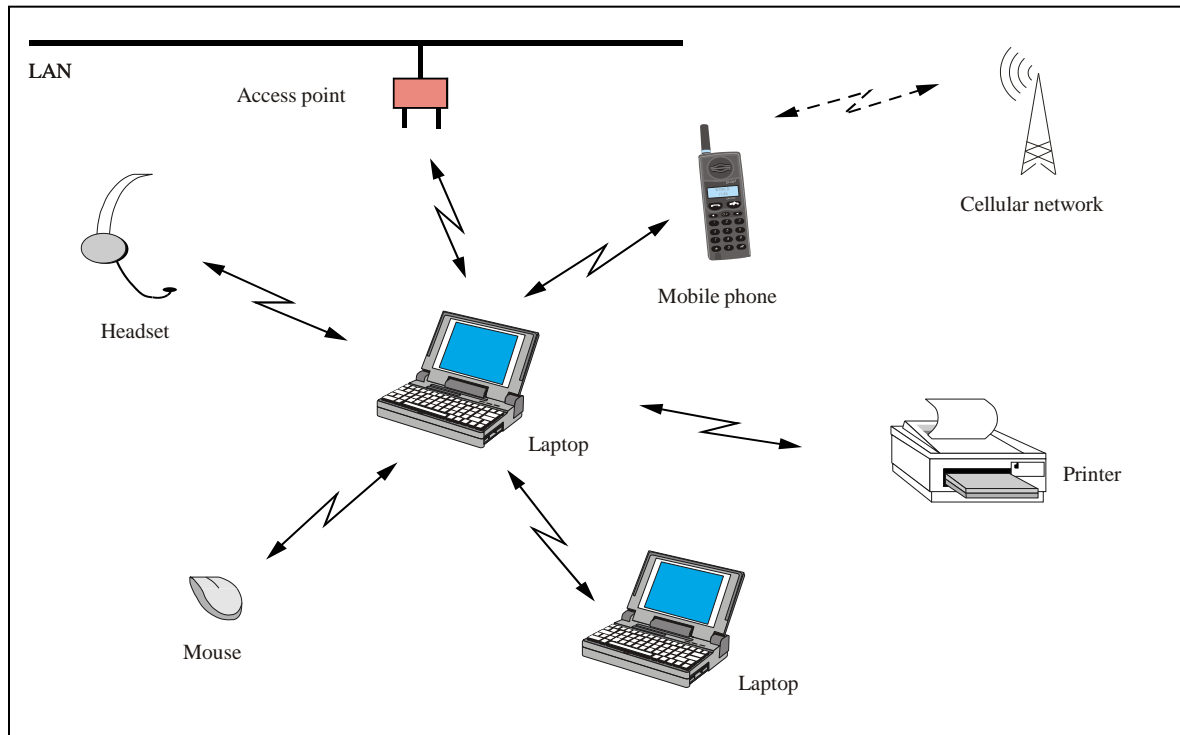 LAN
Access point
Cellular network
Mobile phone
Headset
Laptop
Printer
Mouse
Laptop